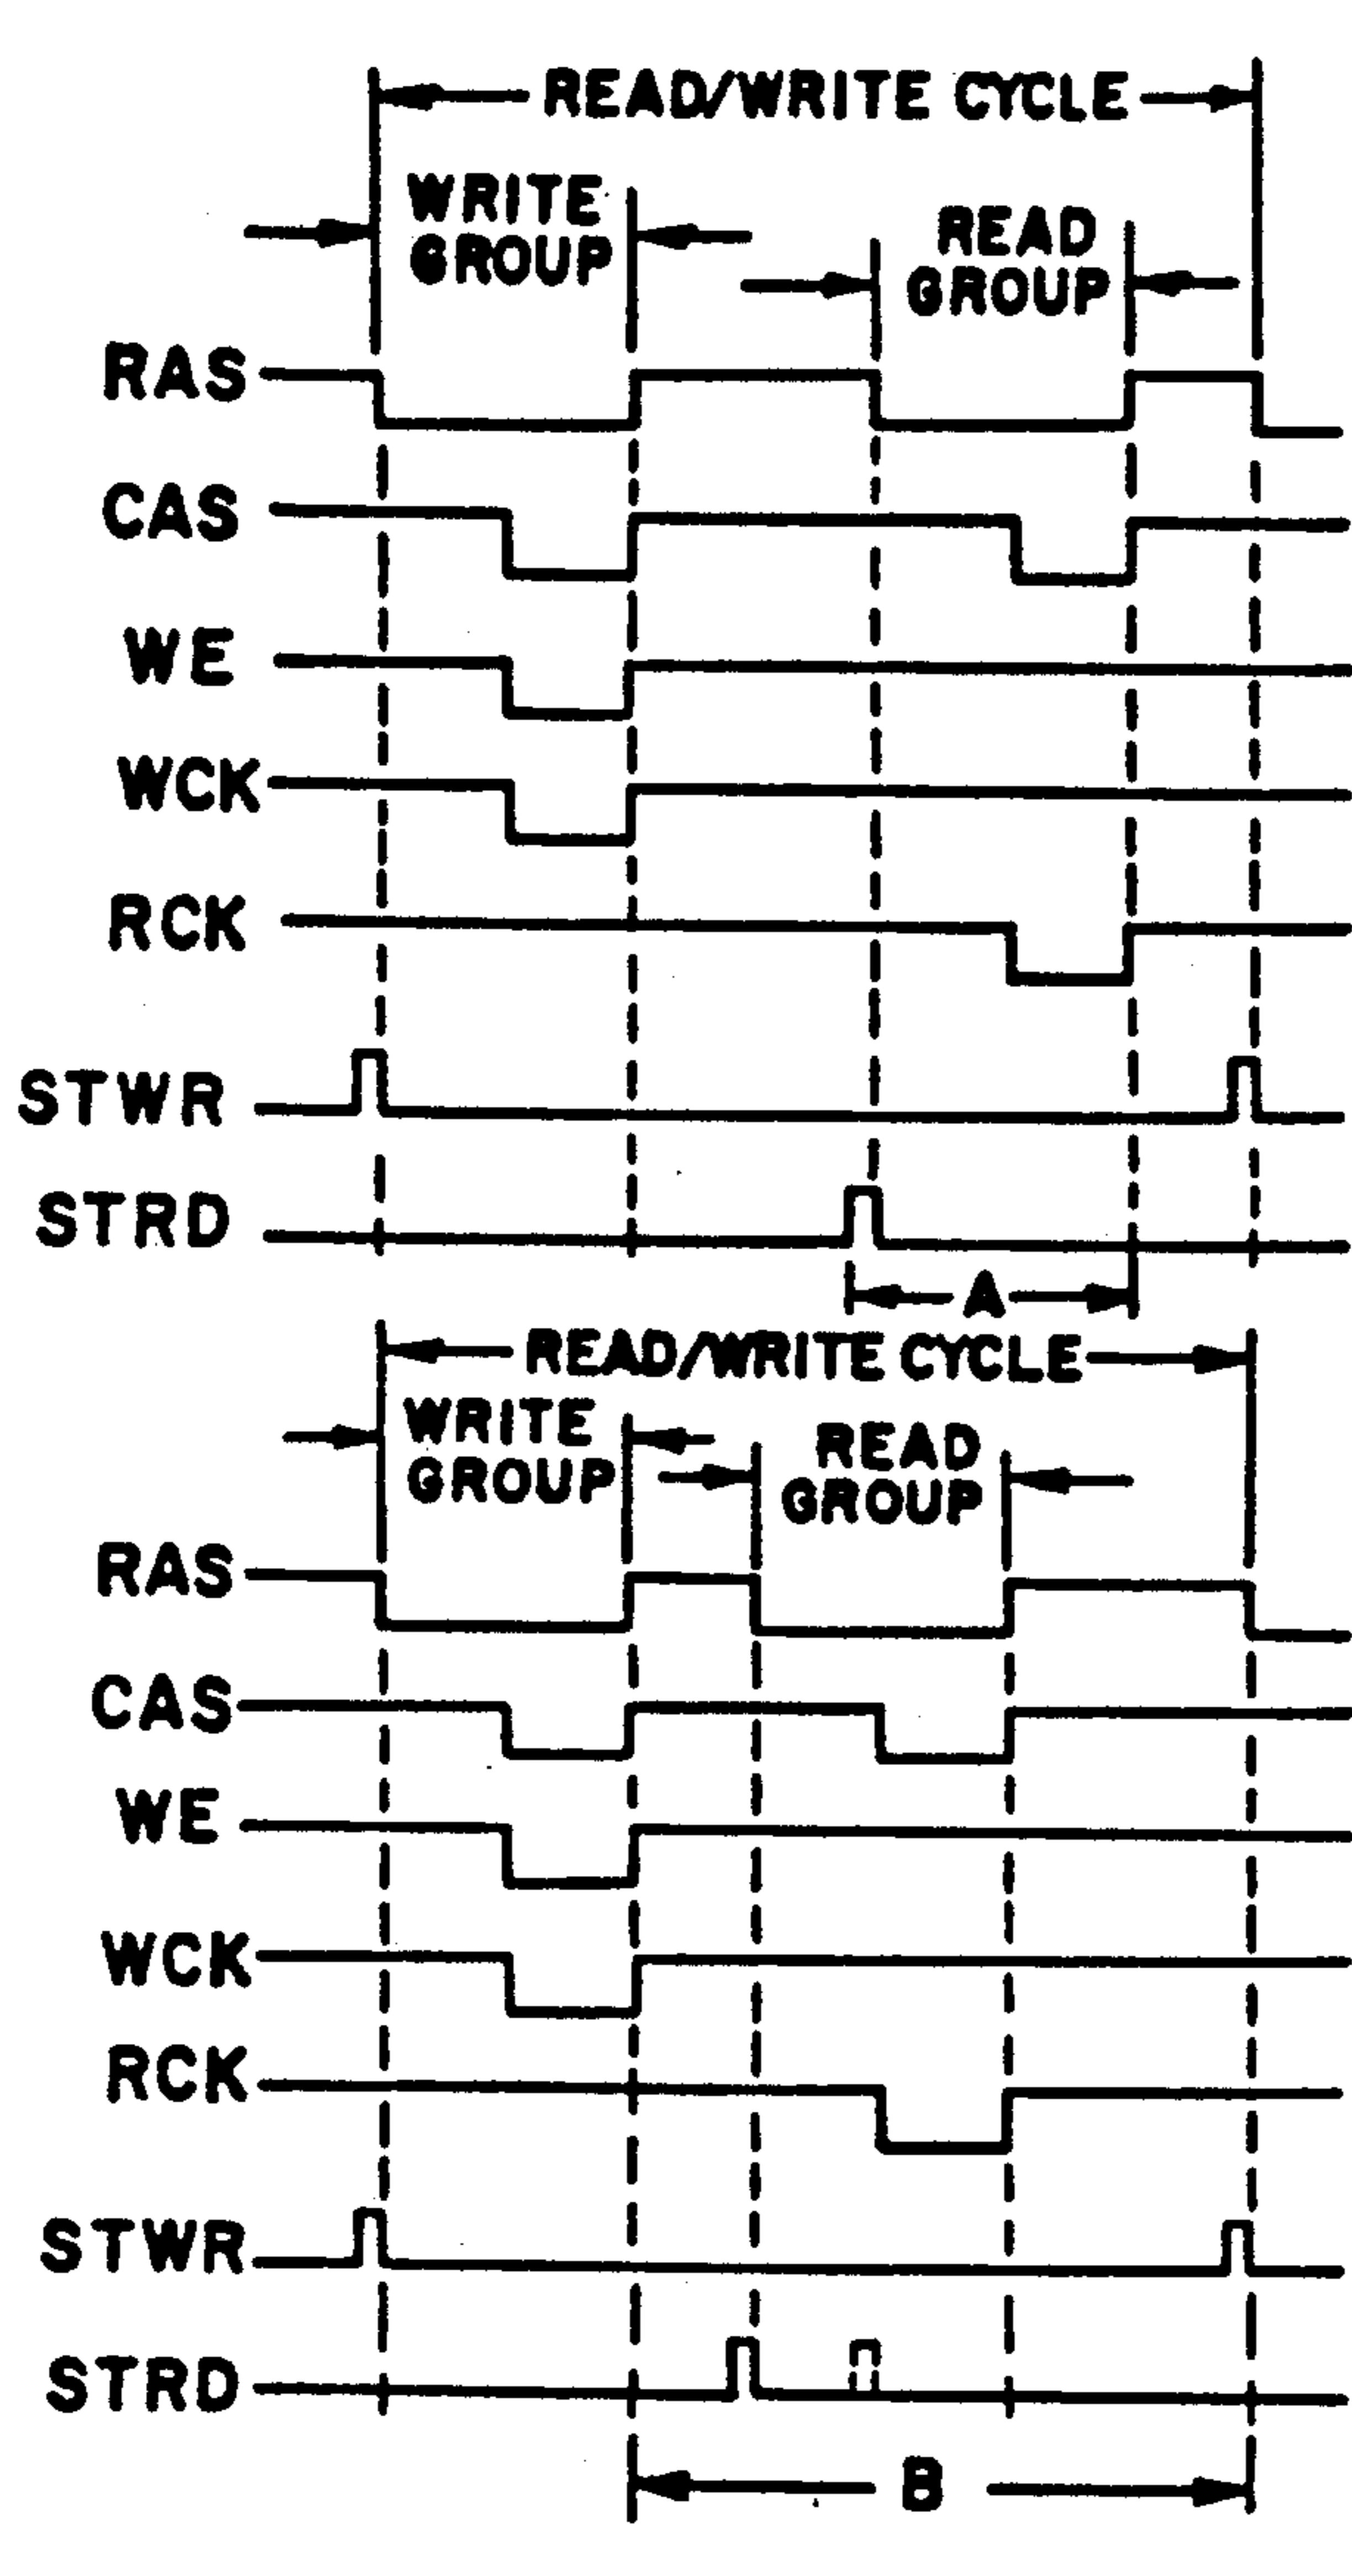 READ/WRITE CYCLE
WRITE
GROUP
READ
GROUP
RAS
CAS
WE
WCK
RCK
STWR
STRD
A
READ/WRITE CYCLE
WRITE
GROUP
READ
GROUP
RAS
CAS
WE
WCK
RCK
STWR
STRD
B